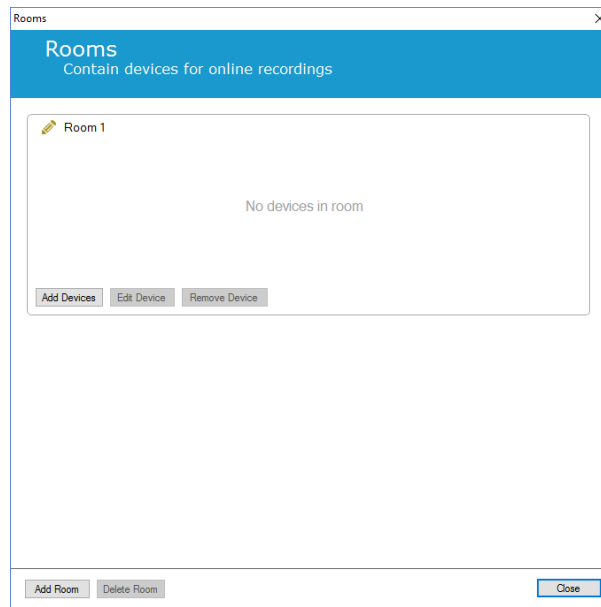 Rooms
Rooms
Contain devices for online recordings
Room 1
No devices in room
Add Devices Edit Device Remove Device
Add Room Delete Room Close